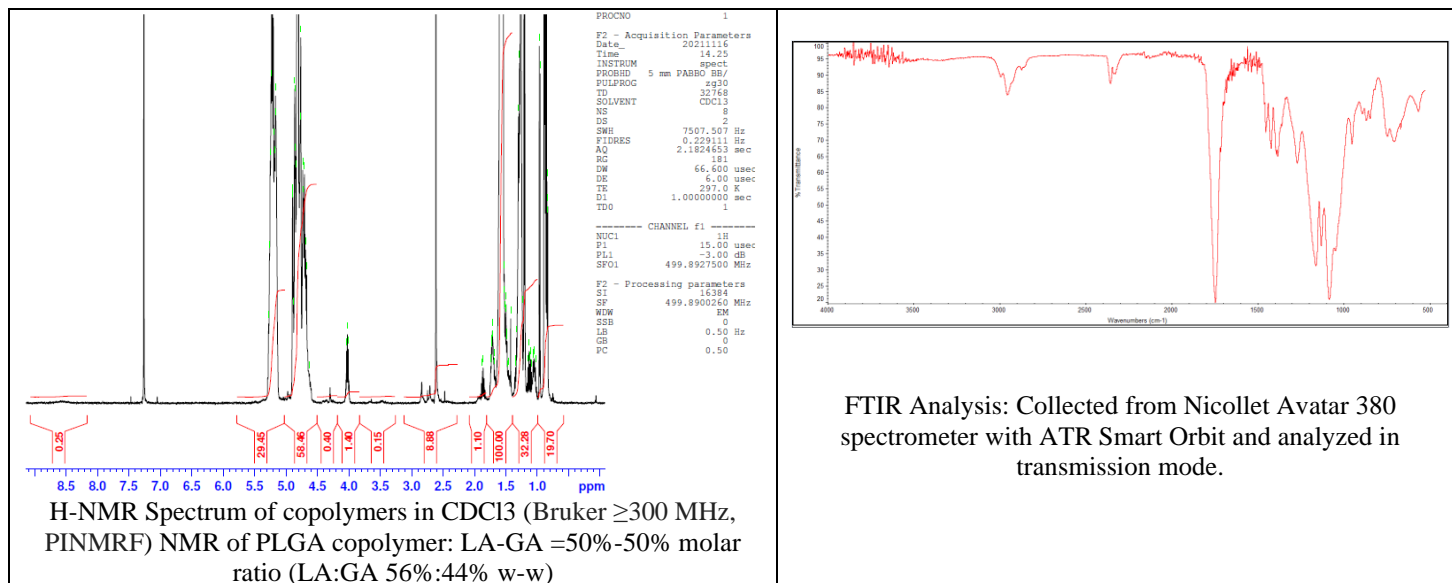 PROCNO 1
F2 - Acquisition Parameters
Date_ 20211116
Time 14.25
INSTRUM spect
PROBHD 5 mm PABBO BB/
PULPROG zg30
TD 32768
SOLVENT CDCl3
NS 8
DS 2
SWH 7507.507 Hz
FIDRES 0.229111 Hz
AQ 2.1824653 sec
RG 181
DW 66.600 usec
DE 6.00 usec
TE 297.0 K
D1 1.00000000 sec
TD0 1
======== CHANNEL f1 ========
NUC1 1H
P1 15.00 usec
PL1 -3.00 dB
SFO1 499.8927500 MHz
F2 - Processing parameters
SI 16384
SF 499.8900260 MHz
WDW EM
SSB 0
LB 0.50 Hz
GB 0
PC 0.50
0.25 29.45 58.46 0.40 1.40 0.15 8.88 1.10 100.00 32.28 19.70
8.5 8.0 7.5 7.0 6.5 6.0 5.5 5.0 4.5 4.0 3.5 3.0 2.5 2.0 1.5 1.0 ppm
H-NMR Spectrum of copolymers in CDCl3 (Bruker ≥300 MHz,
PINMRF) NMR of PLGA copolymer: LA-GA =50%-50% molar
ratio (LA:GA 56%:44% w-w)
100
95
90
85
80
75
70
65
60
55
50
45
40
35
30
25
20
% Transmittance
4000 3500 3000 2500 2000 1500 1000 500
Wavenumbers (cm-1)
FTIR Analysis: Collected from Nicollet Avatar 380
spectrometer with ATR Smart Orbit and analyzed in
transmission mode.